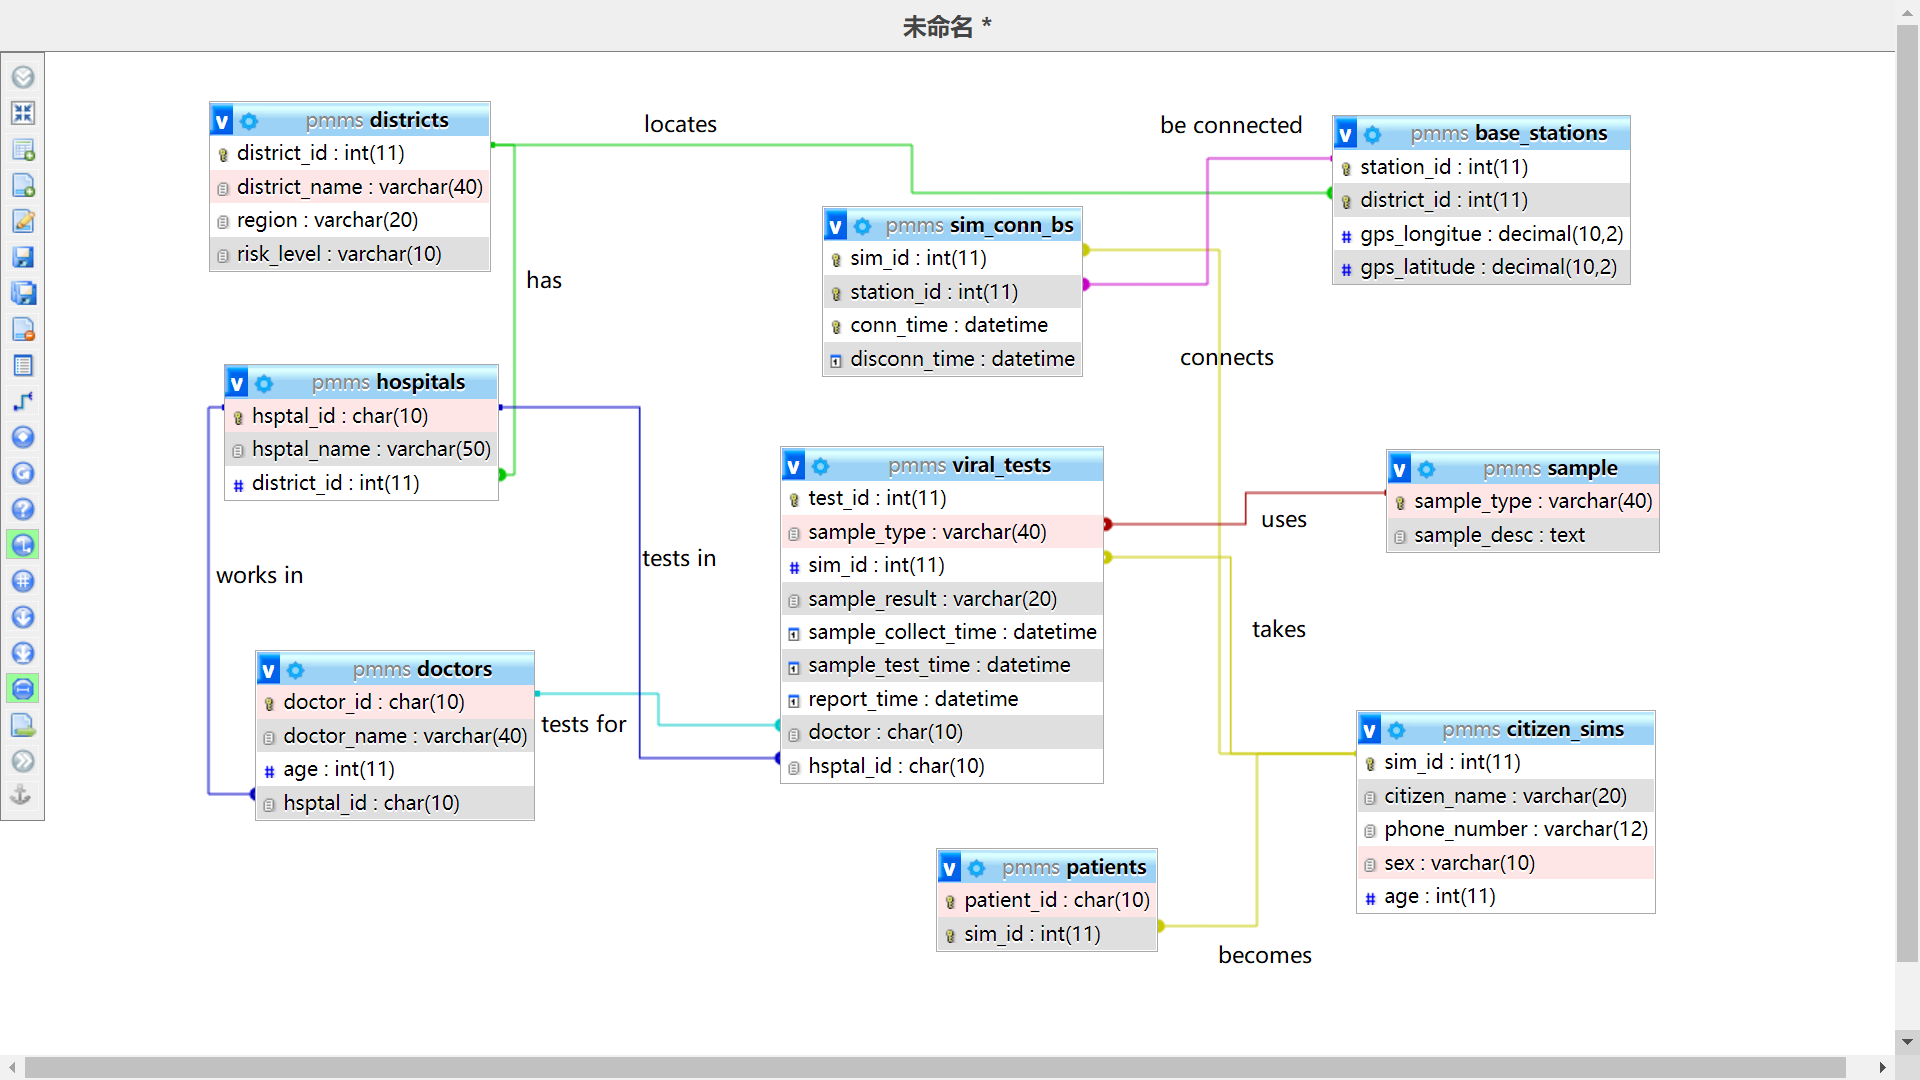 未命名 *
pmms districts
district_id : int(11)
district_name : varchar(40)
region : varchar(20)
risk_level : varchar(10)
locates
be connected
pmms base_stations
station_id : int(11)
district_id : int(11)
gps_longitue : decimal(10,2)
gps_latitude : decimal(10,2)
pmms sim_conn_bs
sim_id : int(11)
station_id : int(11)
conn_time : datetime
disconn_time : datetime
has
connects
pmms hospitals
hsptal_id : char(10)
hsptal_name : varchar(50)
district_id : int(11)
pmms viral_tests
test_id : int(11)
sample_type : varchar(40)
sim_id : int(11)
sample_result : varchar(20)
sample_collect_time : datetime
sample_test_time : datetime
report_time : datetime
doctor : char(10)
hsptal_id : char(10)
pmms sample
sample_type : varchar(40)
sample_desc : text
uses
tests in
works in
takes
pmms doctors
doctor_id : char(10)
doctor_name : varchar(40)
age : int(11)
hsptal_id : char(10)
tests for
pmms citizen_sims
sim_id : int(11)
citizen_name : varchar(20)
phone_number : varchar(12)
sex : varchar(10)
age : int(11)
pmms patients
patient_id : char(10)
sim_id : int(11)
becomes